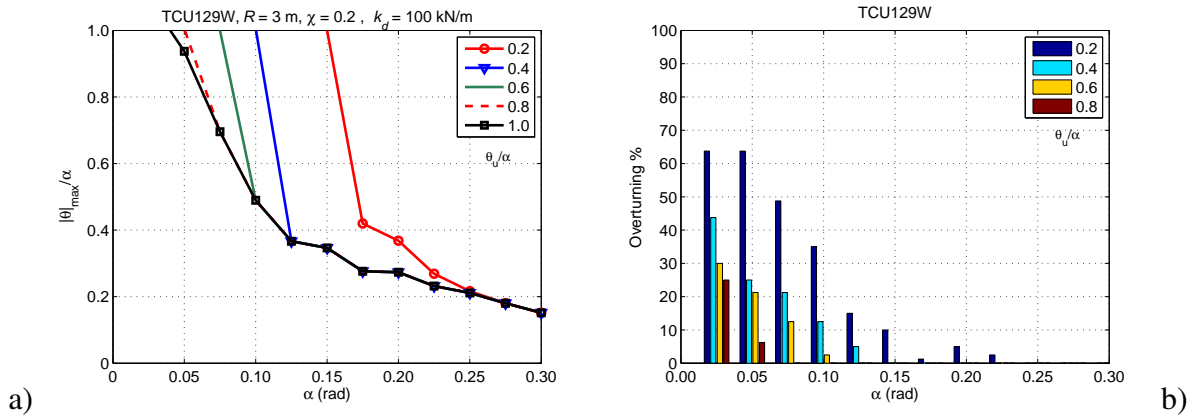 TCU129W, R = 3 m, χ = 0.2 , k_d = 100 kN/m
1.0
0.8
0.6
0.4
0.2
0
|θ|max/α
0.2
0.4
0.6
0.8
1.0
θ_u/α
0 0.05 0.10 0.15 0.20 0.25 0.30
α (rad)
a)
TCU129W
100
90
80
70
60
50
40
30
20
10
0
Overturning %
0.2
0.4
0.6
0.8
θ_u/α
0.00 0.05 0.10 0.15 0.20 0.25 0.30
α (rad)
b)